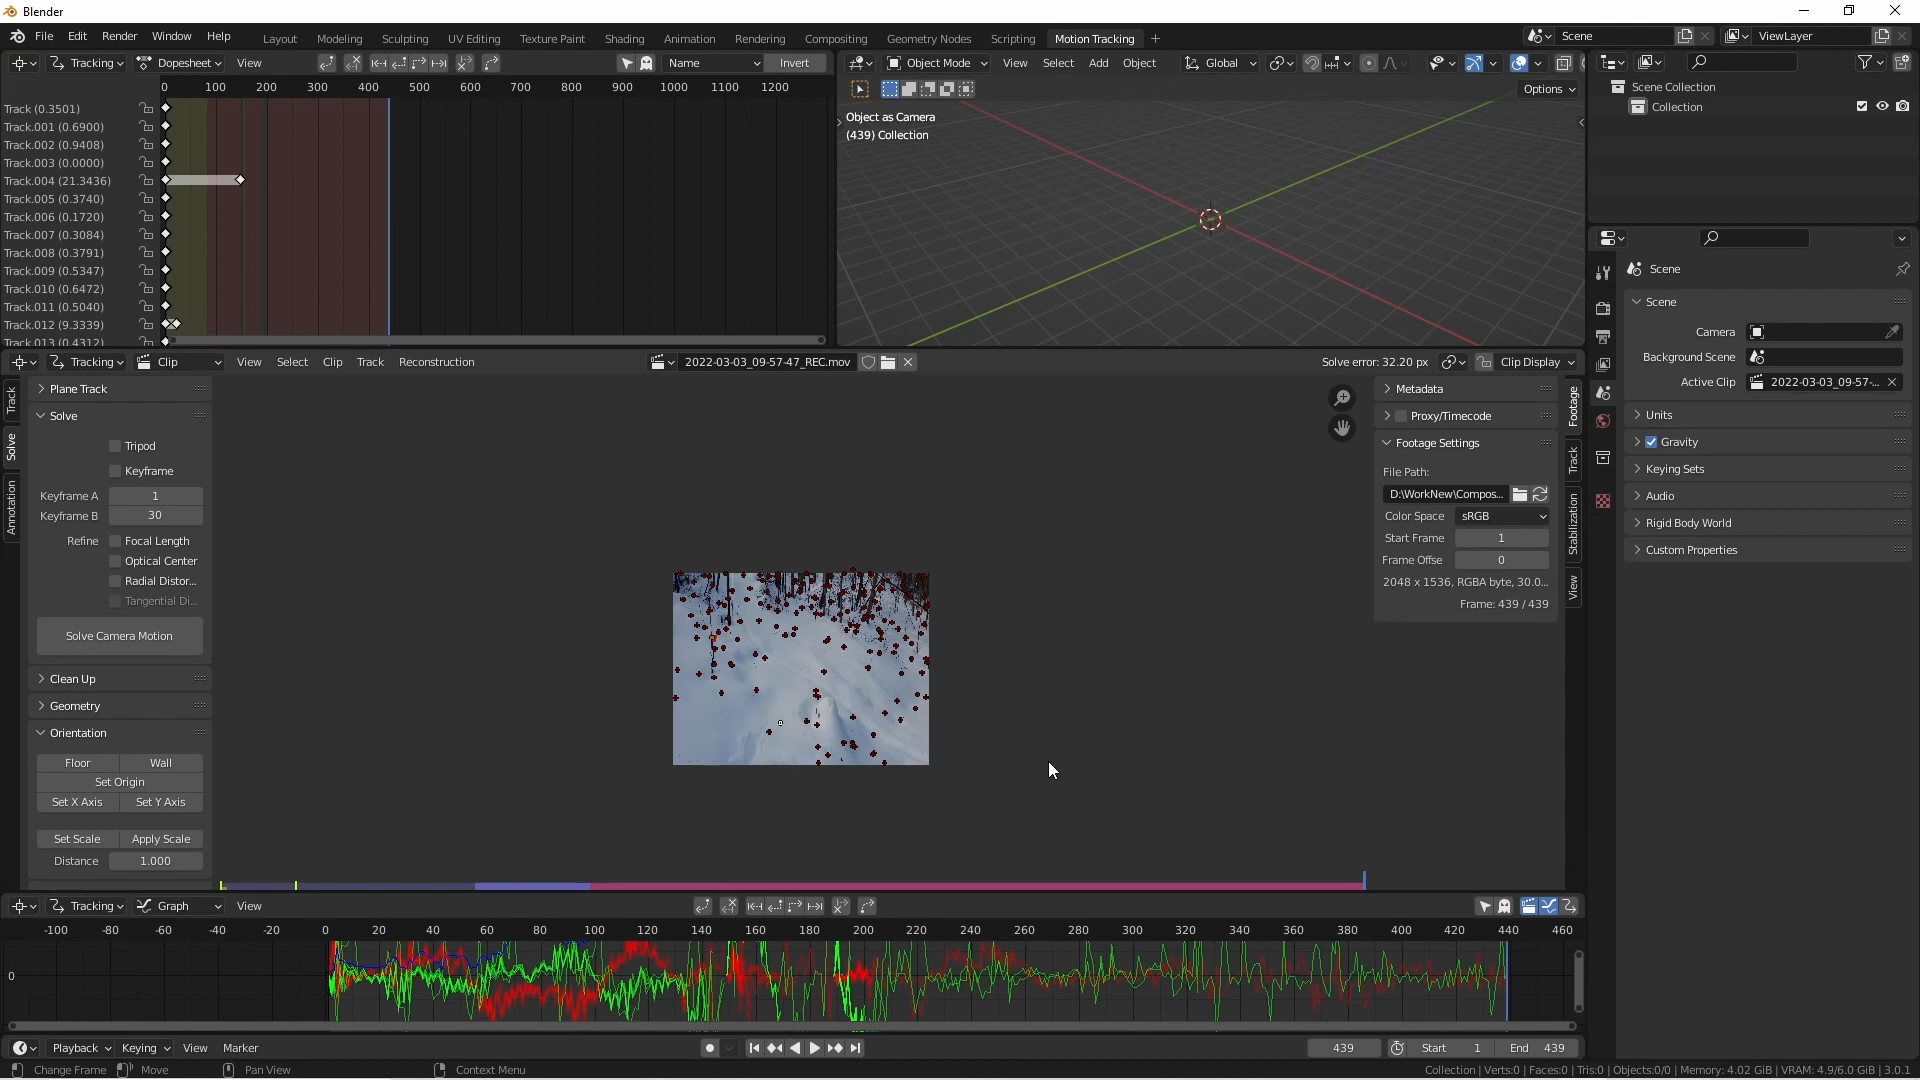 Blender
File Edit Render Window Help Layout Modeling Sculpting UV Editing Texture Paint Shading Animation Rendering Compositing Geometry Nodes Scripting Motion Tracking + Scene ViewLayer
Tracking Dopesheet View Name Invert
Object Mode View Select Add Object Global
0 100 200 300 400 500 600 700 800 900 1000 1100 1200
Options
Track (0.3501)
Track.001 (0.6900)
Track.002 (0.9408)
Track.003 (0.0000)
Track.004 (21.3436)
Track.005 (0.3740)
Track.006 (0.1720)
Track.007 (0.3084)
Track.008 (0.3791)
Track.009 (0.5347)
Track.010 (0.6472)
Track.011 (0.5040)
Track.012 (9.3339)
Track.013 (0.4312)
Object as Camera
(439) Collection
Scene Collection
Collection
Scene
Scene
Camera
Background Scene
Active Clip 2022-03-03_09-57-...
Units
Gravity
Keying Sets
Audio
Rigid Body World
Custom Properties
Tracking Clip View Select Clip Track Reconstruction 2022-03-03_09-57-47_REC.mov Solve error: 32.20 px Clip Display
Track
Solve
Annotation
Plane Track
Solve
Tripod
Keyframe
Keyframe A 1
Keyframe B 30
Refine Focal Length
Optical Center
Radial Distor...
Tangential Di...
Solve Camera Motion
Clean Up
Geometry
Orientation
Floor Wall
Set Origin
Set X Axis Set Y Axis
Set Scale Apply Scale
Distance 1.000
Metadata
Proxy/Timecode
Footage Settings
File Path:
D:\WorkNew\Compos...
Color Space sRGB
Start Frame 1
Frame Offse 0
2048 x 1536, RGBA byte, 30.0...
Frame: 439 / 439
Footage
Track
Stabilization
View
Tracking Graph View
-100 -80 -60 -40 -20 0 20 40 60 80 100 120 140 160 180 200 220 240 260 280 300 320 340 360 380 400 420 440 460
0
Playback Keying View Marker 439 Start 1 End 439
Change Frame Move Pan View Context Menu Collection | Verts:0 | Faces:0 | Tris:0 | Objects:0/0 | Memory: 4.02 GiB | VRAM: 4.9/6.0 GiB | 3.0.1